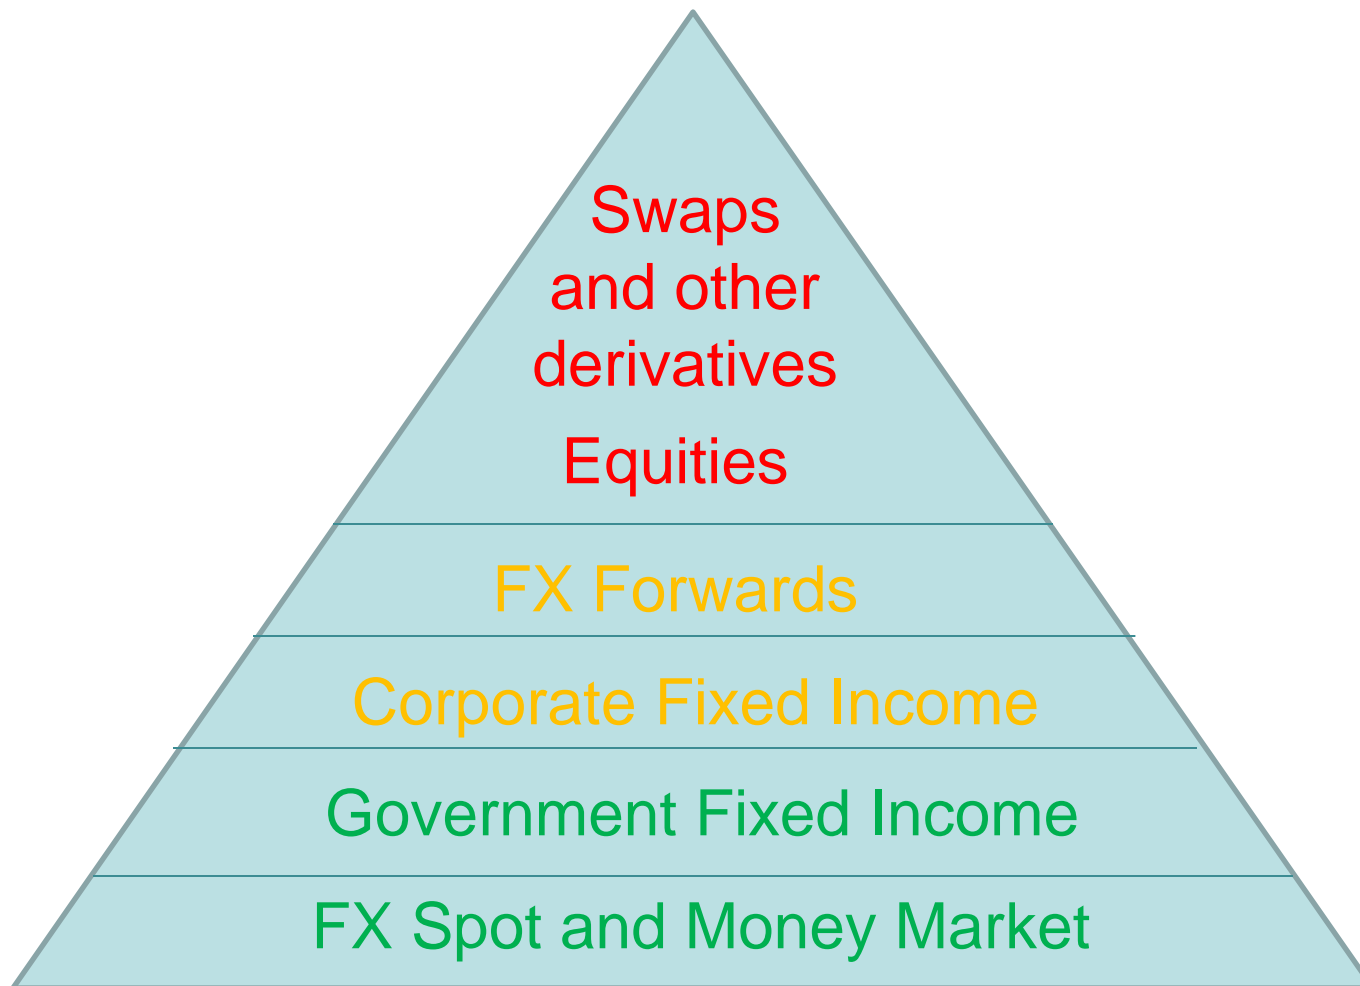 Swaps
and other
derivatives
Equities
FX Forwards
Corporate Fixed Income
Government Fixed Income
FX Spot and Money Market